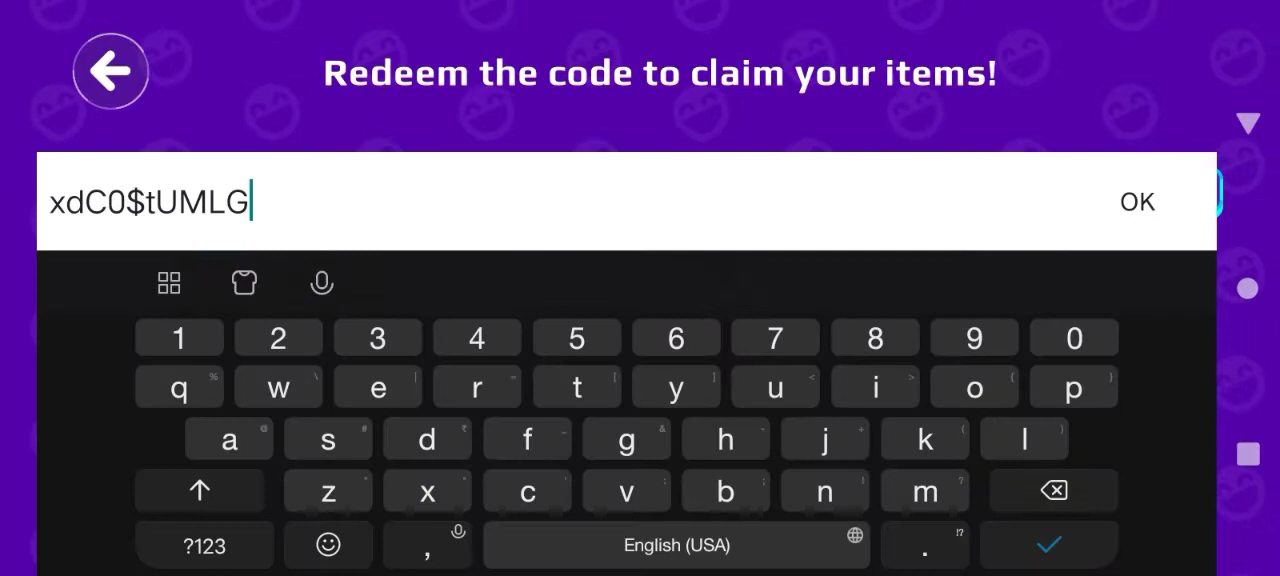 Redeem the code to claim your items!
xdC0$tUMLG
OK
1 2 3 4 5 6 7 8 9 0
q w e r t y u i o p
a s d f g h j k l
z x c v b n m
?123 , English (USA) . !?